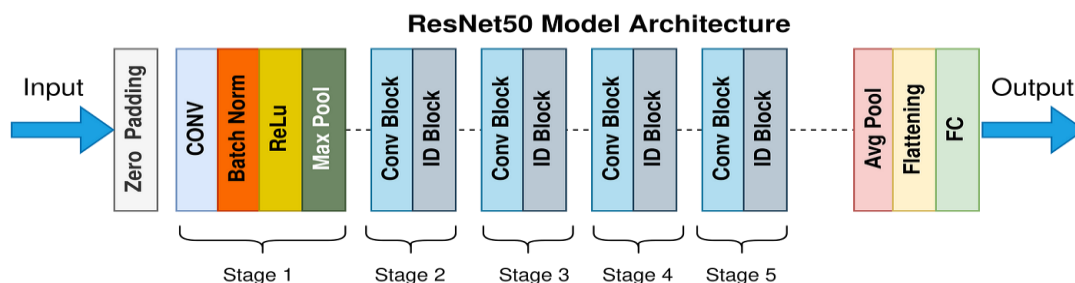 ResNet50 Model Architecture
Input
Zero Padding
CONV
Batch Norm
ReLu
Max Pool
Conv Block
ID Block
Conv Block
ID Block
Conv Block
ID Block
Conv Block
ID Block
Avg Pool
Flattening
FC
Output
Stage 1
Stage 2
Stage 3
Stage 4
Stage 5